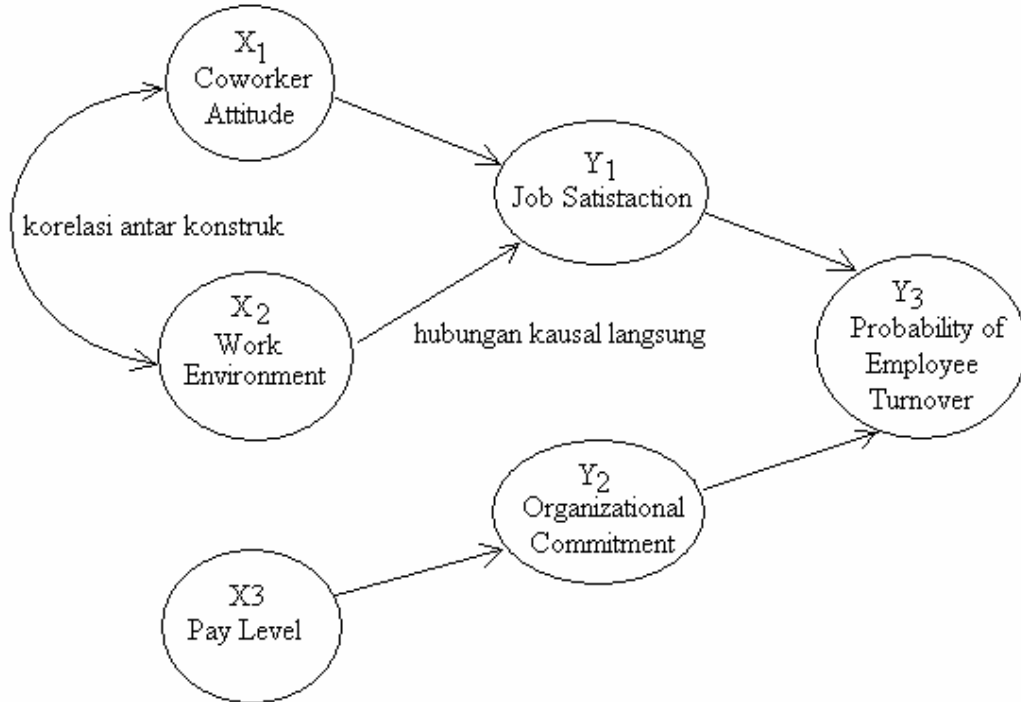 X1
Coworker
Attitude
Y1
Job Satistaction
korelasi antar konstruk
X2
Work
Environment
hubungan kausal langsung
Y3
Probability of
Employee
Turnover
Y2
Organizational
Commitment
X3
Pay Level